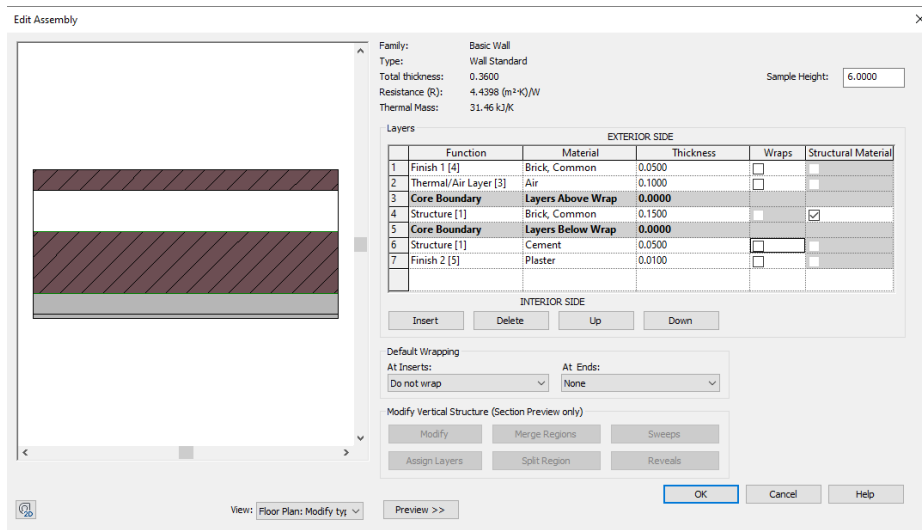 Edit Assembly
Family: Basic Wall
Type: Wall Standard
Total thickness: 0.3600 Sample Height: 6.0000
Resistance (R): 4.4398 (m²·K)/W
Thermal Mass: 31.46 kJ/K
Layers
EXTERIOR SIDE
Function Material Thickness Wraps Structural Material
1 Finish 1 [4] Brick, Common 0.0500
2 Thermal/Air Layer [3] Air 0.1000
3 Core Boundary Layers Above Wrap 0.0000
4 Structure [1] Brick, Common 0.1500
5 Core Boundary Layers Below Wrap 0.0000
6 Structure [1] Cement 0.0500
7 Finish 2 [5] Plaster 0.0100
INTERIOR SIDE
Insert Delete Up Down
Default Wrapping
At Inserts: At Ends:
Do not wrap None
Modify Vertical Structure (Section Preview only)
Modify Merge Regions Sweeps
Assign Layers Split Region Reveals
OK Cancel Help
2D View: Floor Plan: Modify typ Preview >>